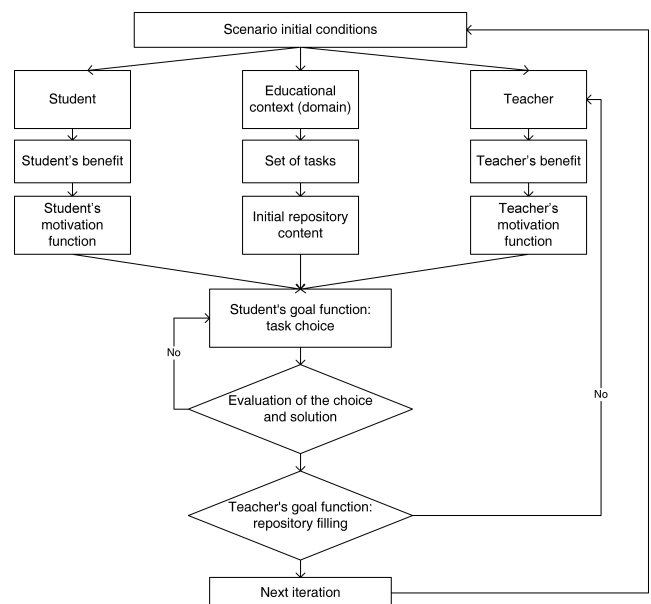 Scenario initial conditions
Student
Educational
context (domain)
Teacher
Student's benefit
Set of tasks
Teacher's benefit
Student's
motivation
function
Initial repository
content
Teacher's
motivation
function
Student's goal function:
task choice
No
Evaluation of the choice
and solution
No
Teacher's goal function:
repository filling
Next iteration